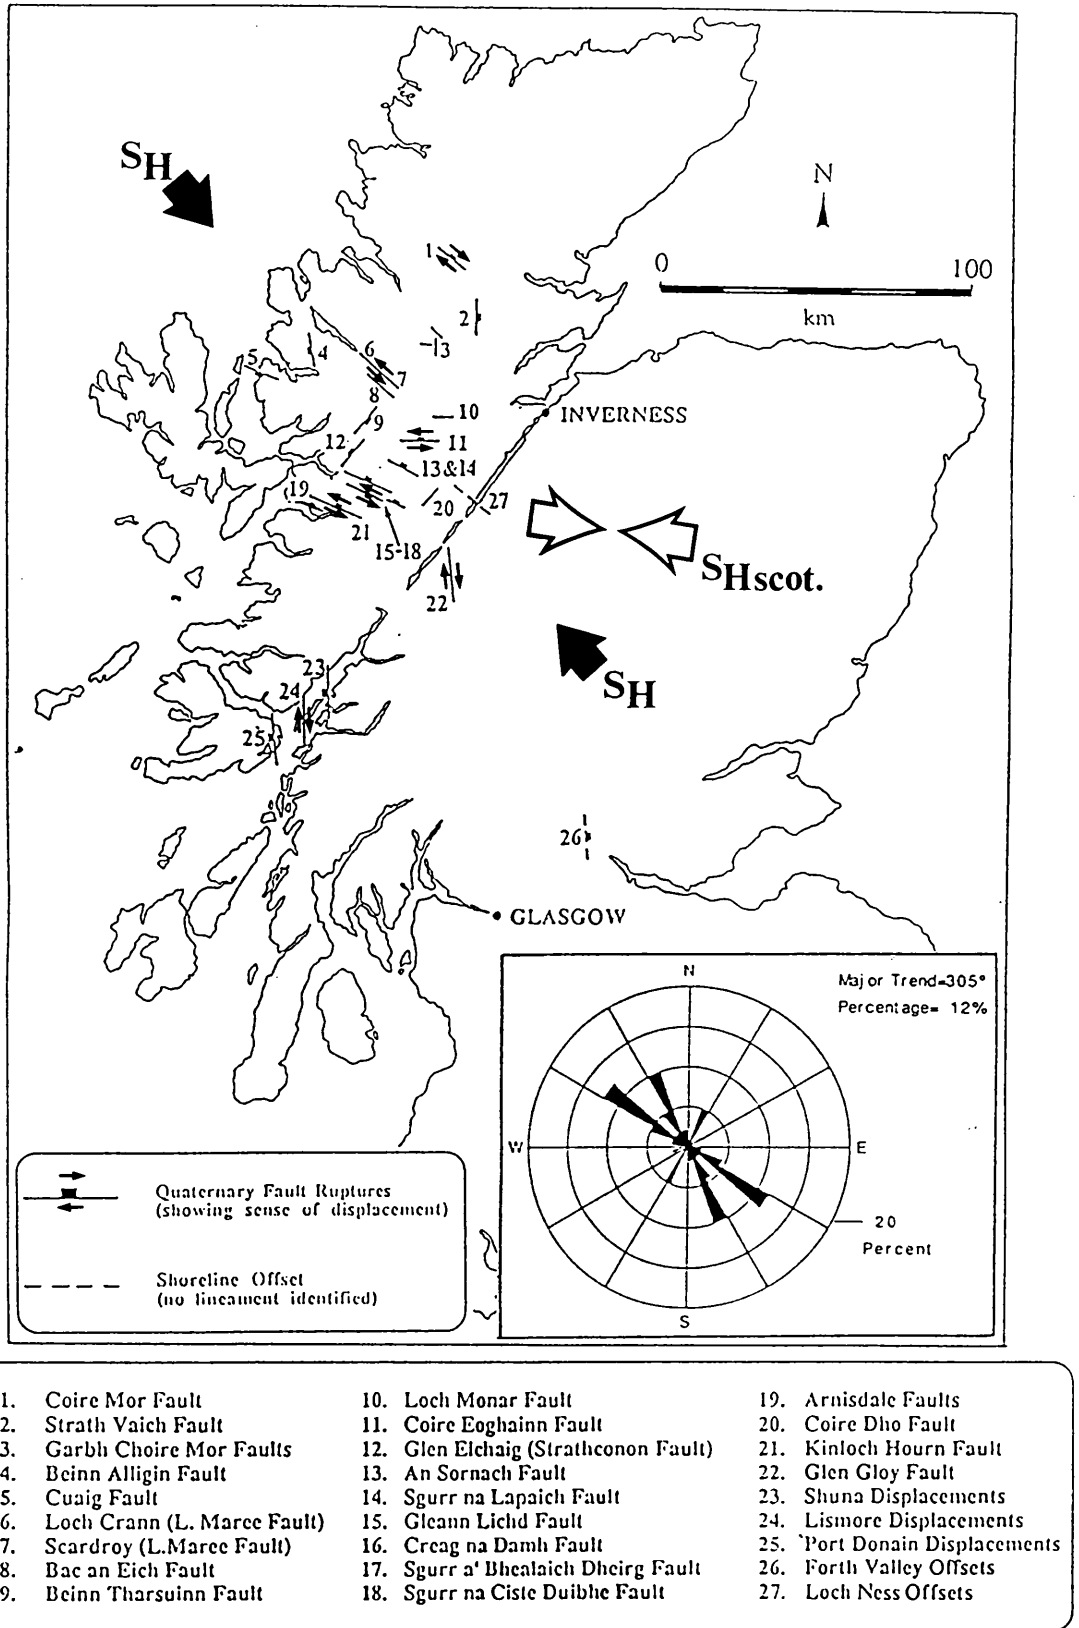 SH
N
0
100
km
1
2
3
4
5
6
7
8
9
10
11
12
13&14
INVERNESS
19
20
27
21
15-18
SHscot.
22
SH
23
24
25
26
GLASGOW
N
Major Trend=305°
Percentage= 12%
W
E
20
Percent
S
Quaternary Fault Ruptures
(showing sense of displacement)
Shoreline Offset
(no lineament identified)
1. Coire Mor Fault
2. Strath Vaich Fault
3. Garbh Choire Mor Faults
4. Beinn Alligin Fault
5. Cuaig Fault
6. Loch Crann (L. Maree Fault)
7. Scardroy (L.Maree Fault)
8. Bac an Eich Fault
9. Beinn Tharsuinn Fault
10. Loch Monar Fault
11. Coire Eoghainn Fault
12. Glen Elchaig (Strathconon Fault)
13. An Sornach Fault
14. Sgurr na Lapaich Fault
15. Gleann Lichd Fault
16. Creag na Damh Fault
17. Sgurr a' Bhealaich Dheirg Fault
18. Sgurr na Ciste Duibhe Fault
19. Arnisdale Faults
20. Coire Dho Fault
21. Kinloch Hourn Fault
22. Glen Gloy Fault
23. Shuna Displacements
24. Lismore Displacements
25. Port Donain Displacements
26. Forth Valley Offsets
27. Loch Ness Offsets